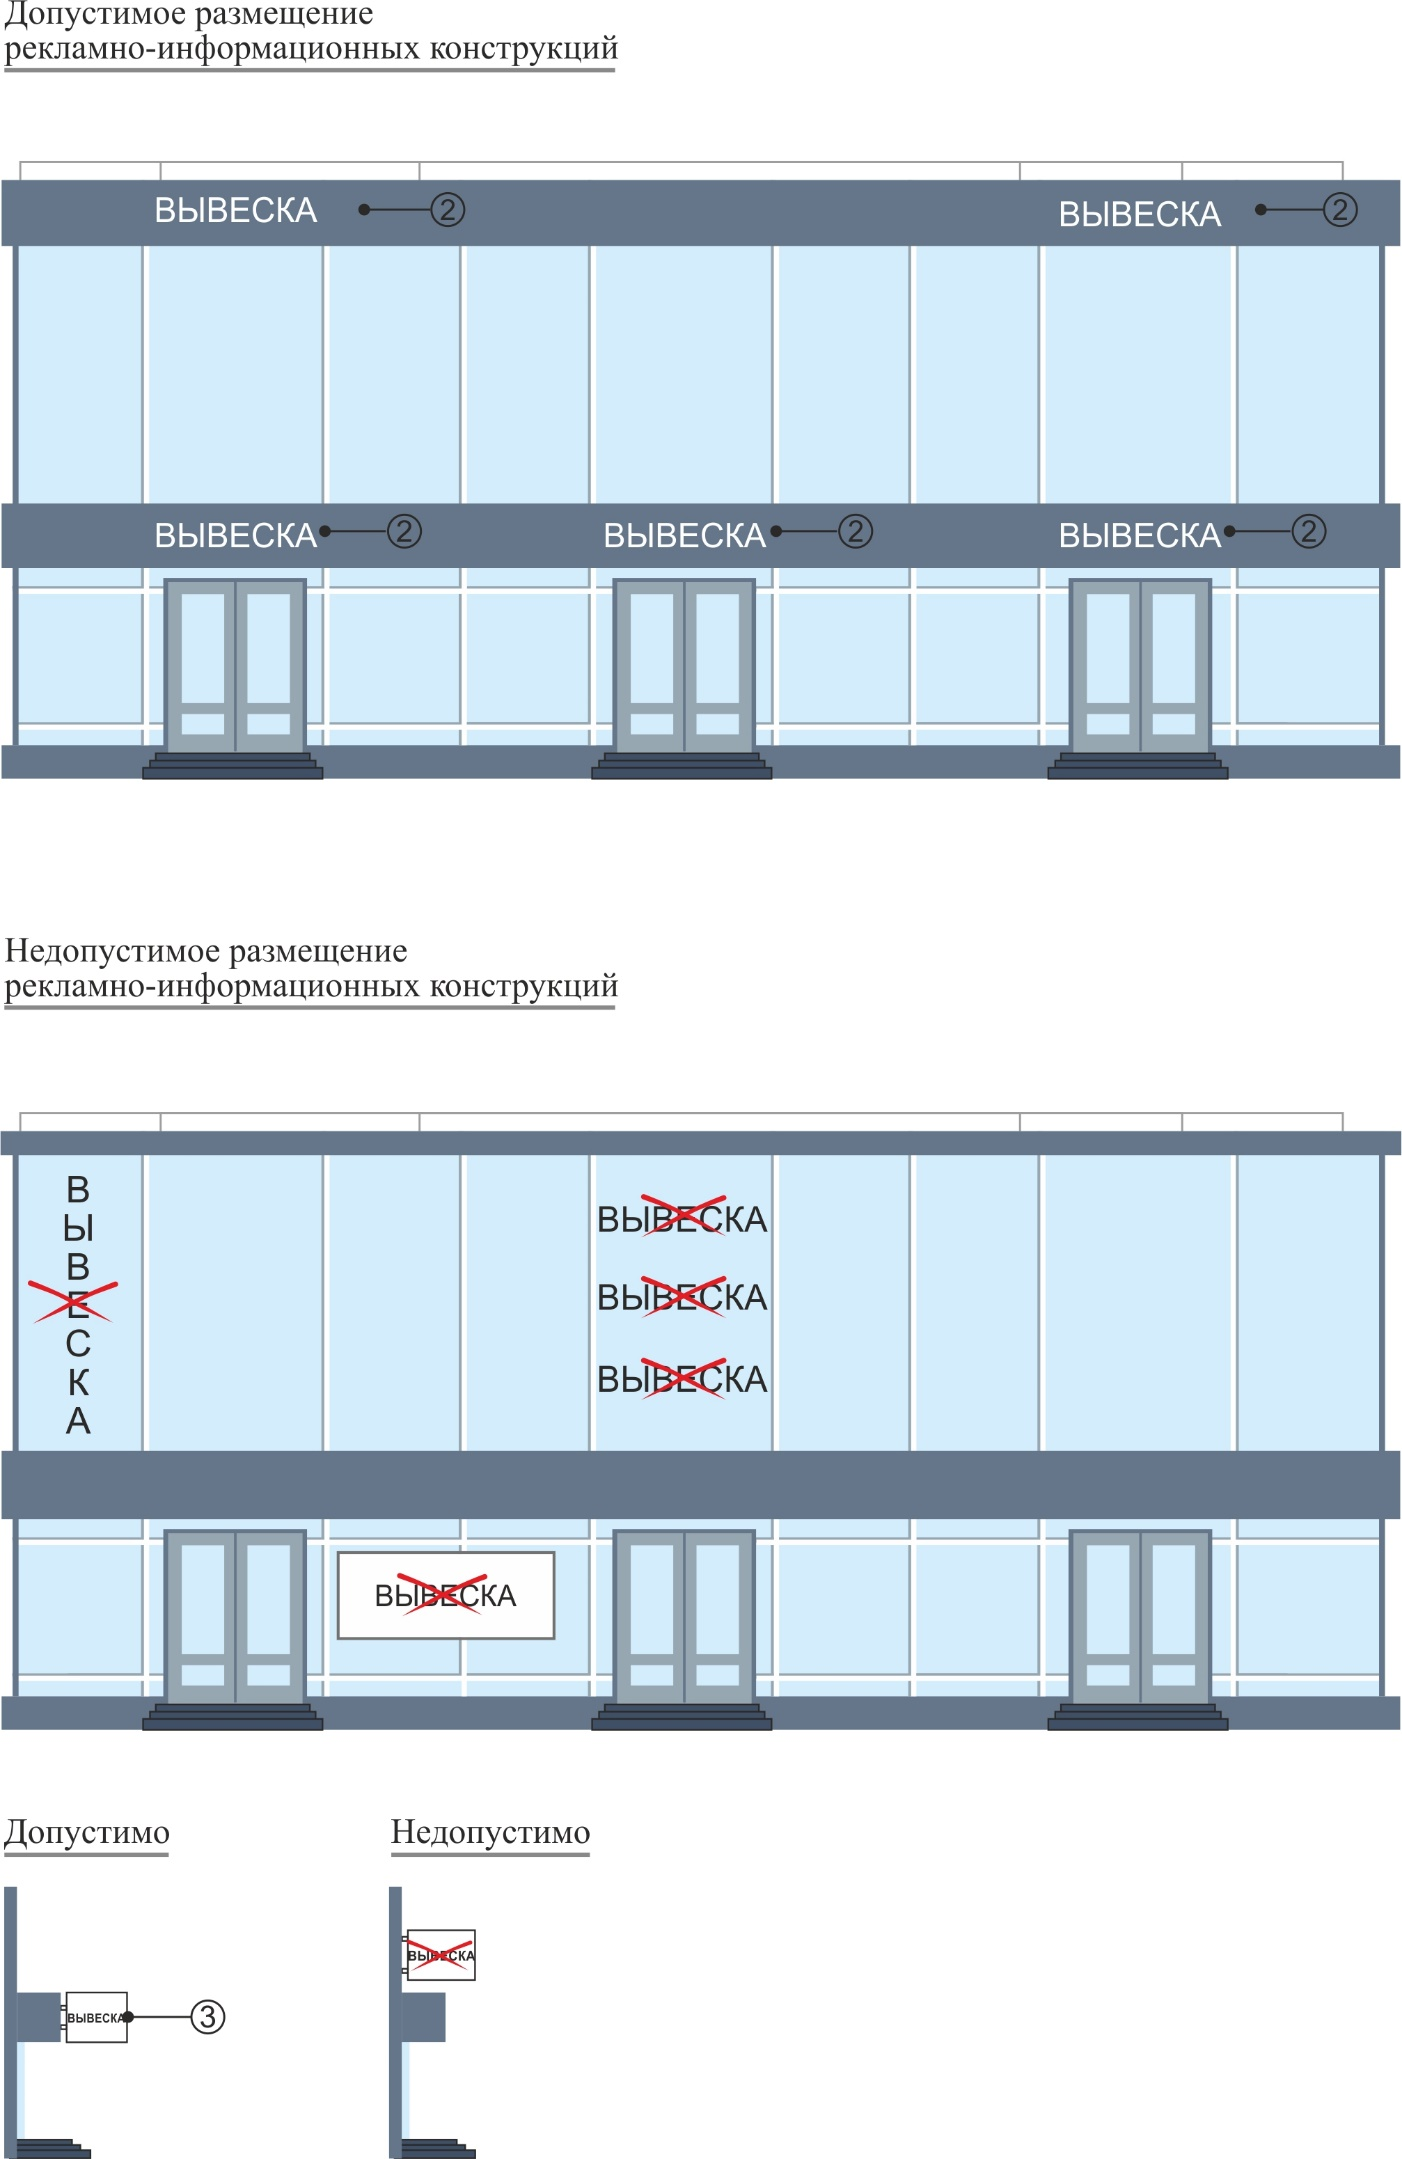 Допустимое размещение
рекламно-информационных конструкций
ВЫВЕСКА 2 ВЫВЕСКА 2
ВЫВЕСКА 2 ВЫВЕСКА 2 ВЫВЕСКА 2
Недопустимое размещение
рекламно-информационных конструкций
ВЫВЕСКА
ВЫВЕСКА
ВЫВЕСКА
ВЫВЕСКА
ВЫВЕСКА
Допустимо
Недопустимо
ВЫВЕСКА
ВЫВЕСКА 3